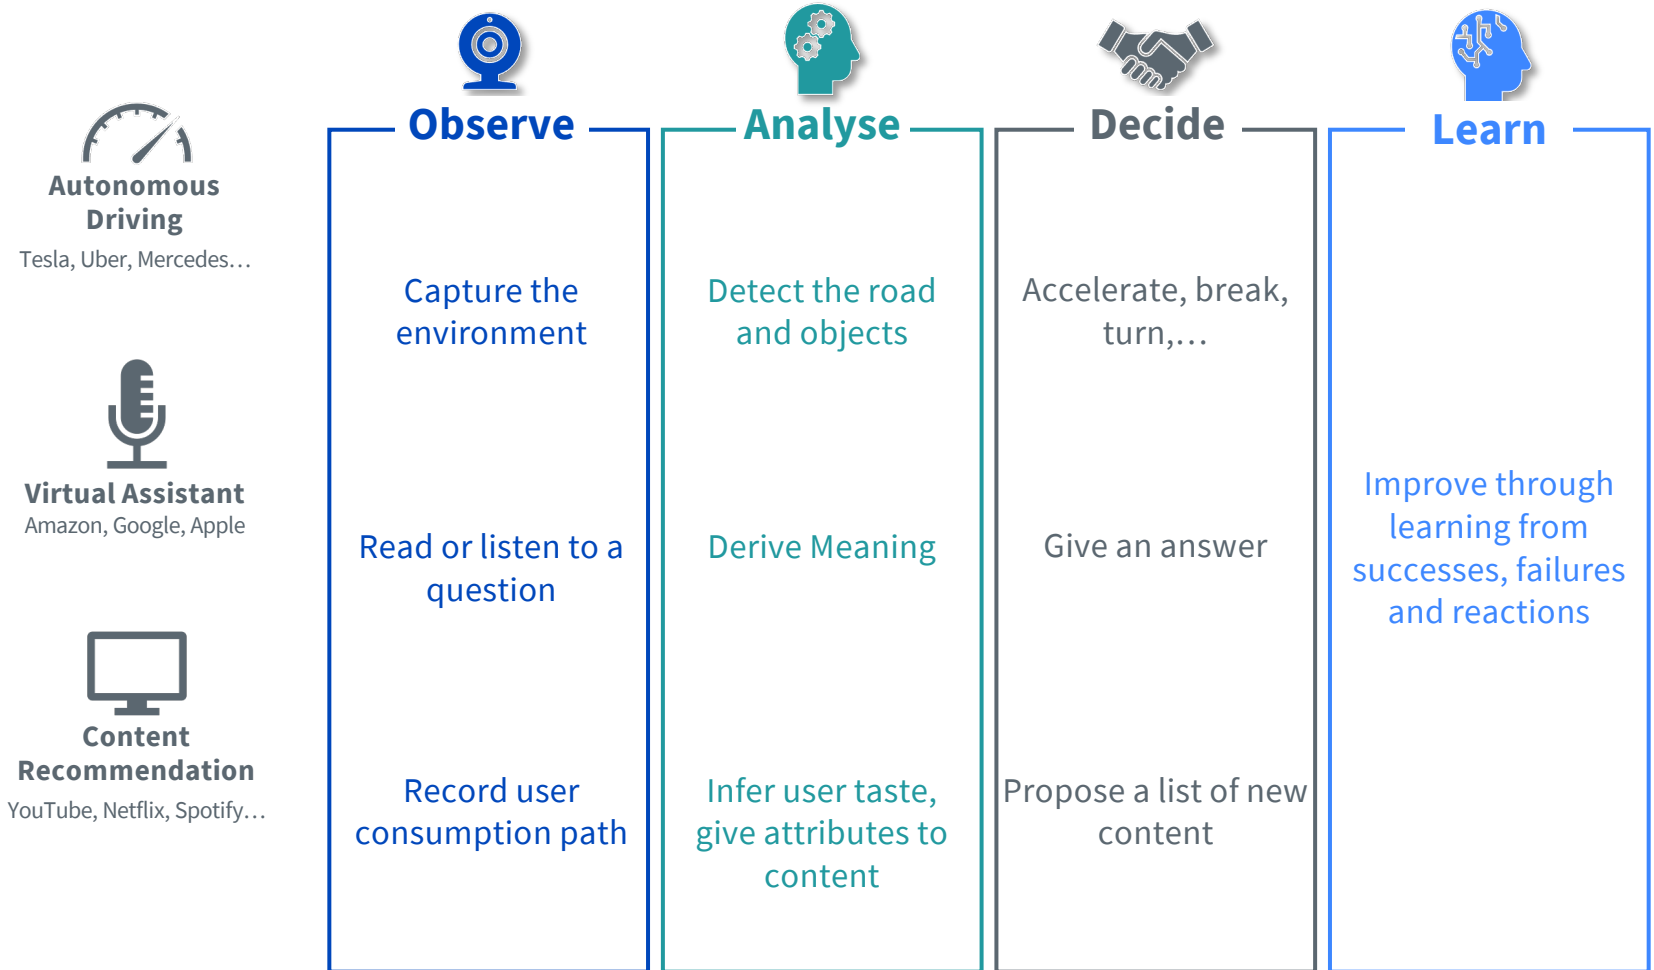 Observe
Analyse
Decide
Learn
Autonomous
Driving
Tesla, Uber, Mercedes…
Capture the
environment
Detect the road
and objects
Accelerate, break,
turn,…
Virtual Assistant
Amazon, Google, Apple
Read or listen to a
question
Derive Meaning
Give an answer
Improve through
learning from
successes, failures
and reactions
Content
Recommendation
YouTube, Netflix, Spotify…
Record user
consumption path
Infer user taste,
give attributes to
content
Propose a list of new
content